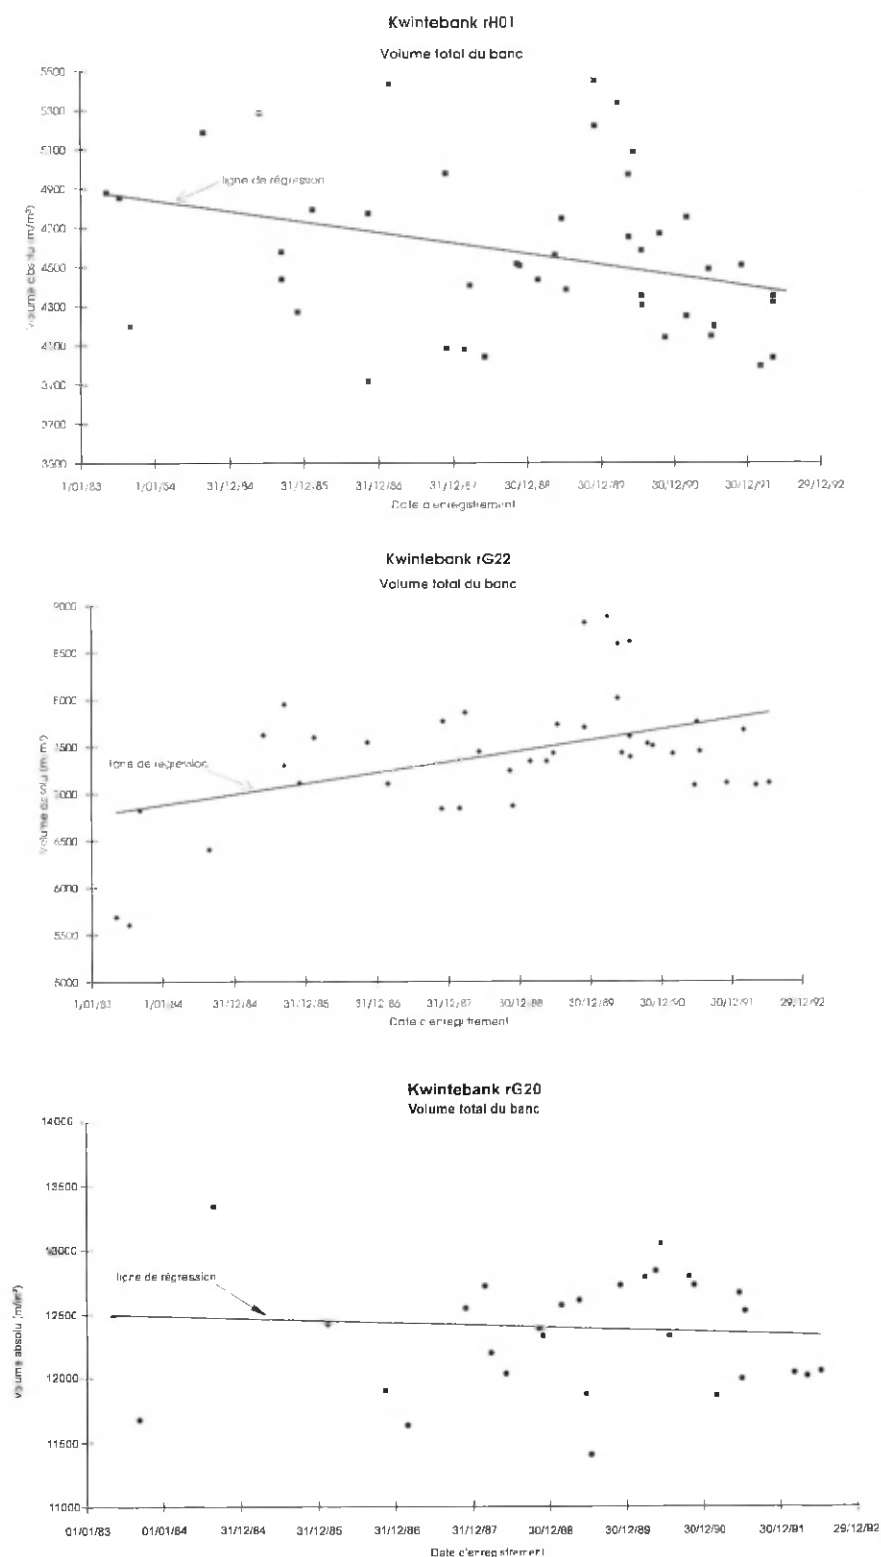 Kwintebank rH01
Volume total du banc
5500
5300
5100
4900
4700
4500
4300
4100
3900
3700
3500
ligne de régression
Volume absolu (m/m³)
1/01/83 1/01/84 31/12/84 31/12/85 31/12/86 31/12/87 30/12/88 30/12/89 30/12/90 30/12/91 29/12/92
Date d'enregistrement
Kwintebank rG22
Volume total du banc
9000
8500
8000
7500
7000
6500
6000
5500
5000
ligne de régression
Volume absolu
1/01/83 1/01/84 31/12/84 31/12/85 31/12/86 31/12/87 30/12/88 30/12/89 30/12/90 30/12/91 29/12/92
Date d'enregistrement
Kwintebank rG20
Volume total du banc
14000
13500
13000
12500
12000
11500
11000
ligne de régression
Volume absolu (m/m³)
01/01/83 01/01/84 31/12/84 31/12/85 31/12/86 31/12/87 30/12/88 30/12/89 30/12/90 30/12/91 29/12/92
Date d'enregistrement